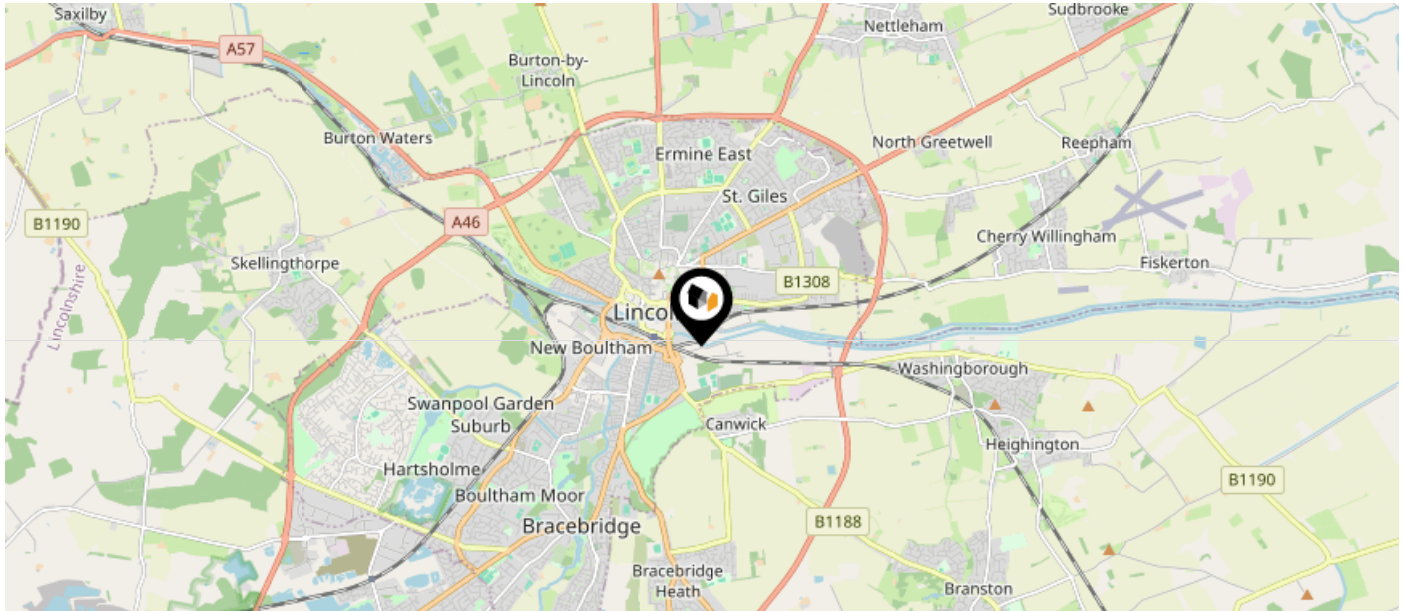 Saxilby
A57
Burton-by-
Lincoln
Nettleham
Sudbrooke
Burton Waters
Ermine East
North Greetwell
Reepham
St. Giles
B1190
A46
Skellingthorpe
Cherry Willingham
Fiskerton
B1308
Lincolnshire
New Boultham
Washingborough
Swanpool Garden
Suburb
Canwick
Heighington
Hartsholme
Boultham Moor
B1190
Bracebridge
B1188
Bracebridge
Heath
Branston